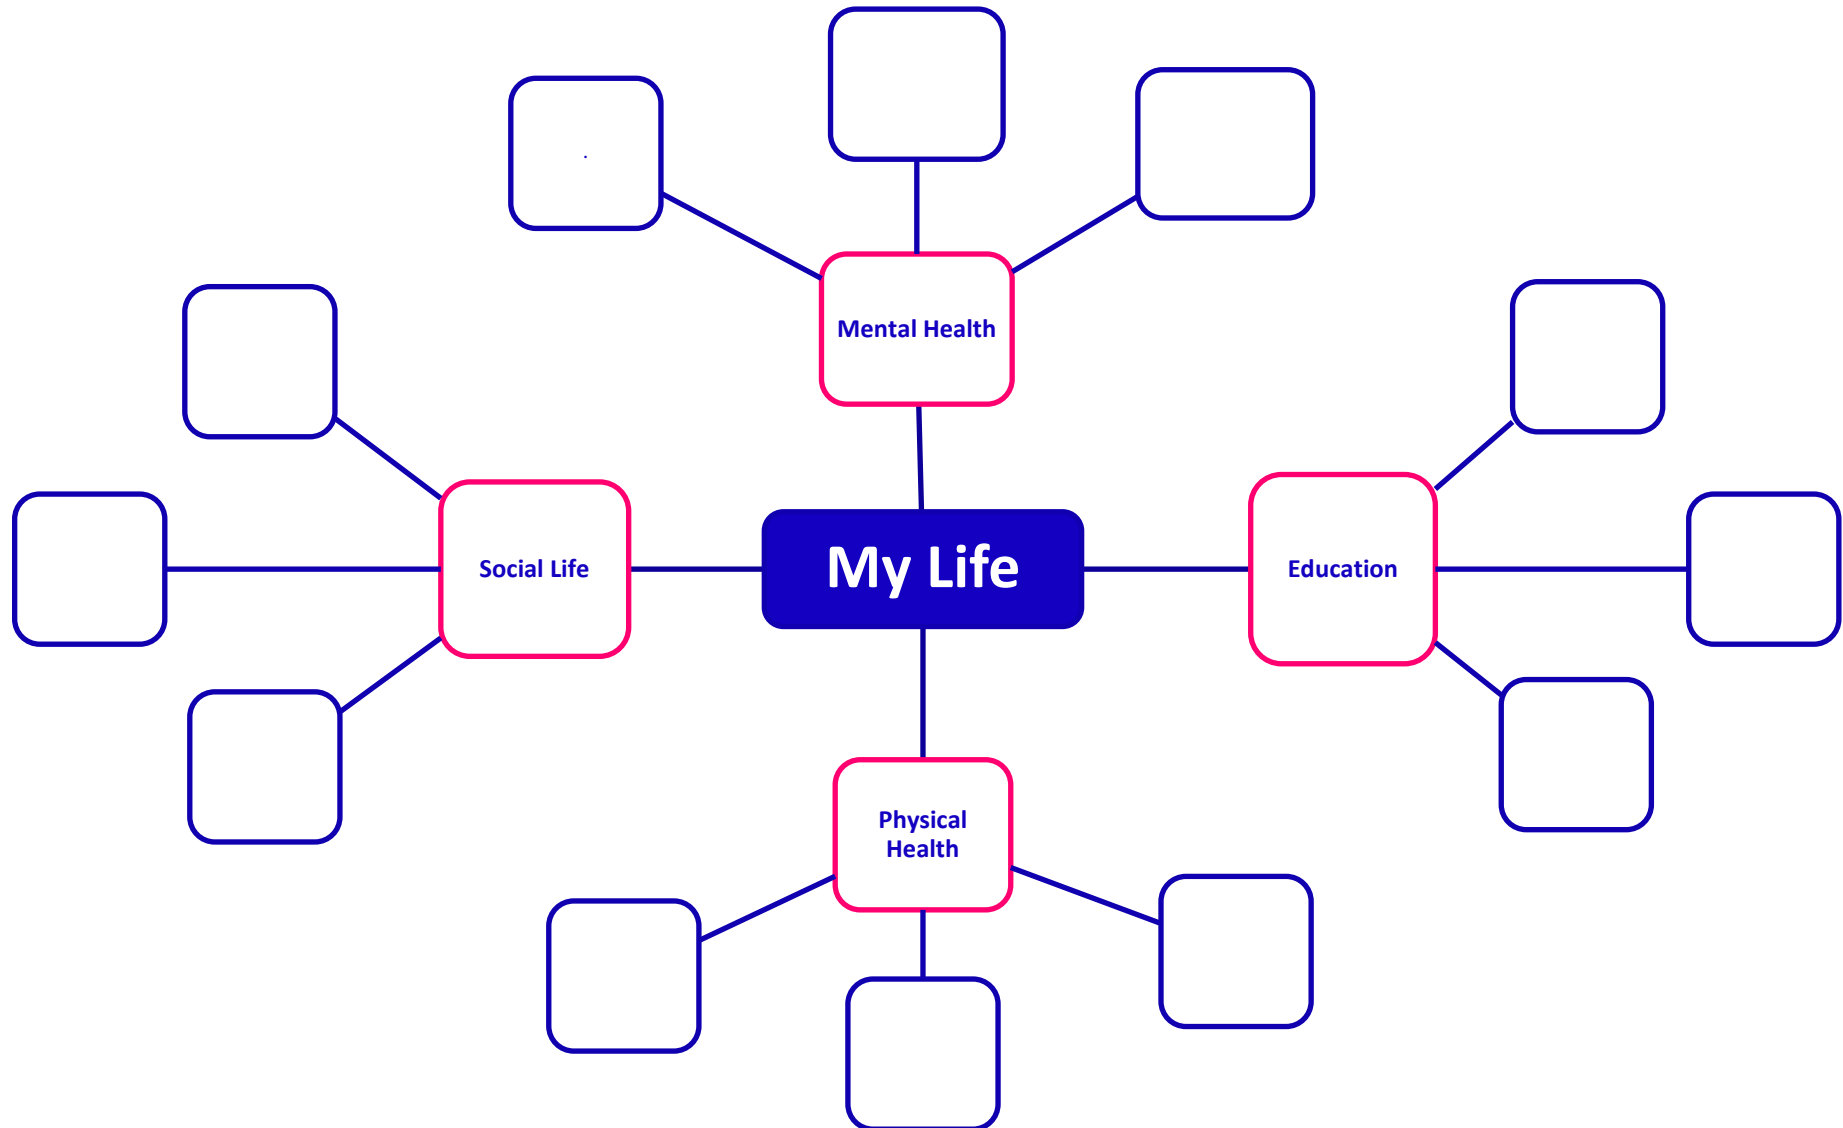 .
Mental Health
Social Life
My Life
Education
Physical
Health